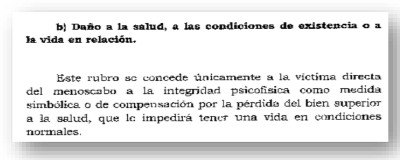 b) Daño a la salud, a las condiciones de existencia o a
la vida en relación.
Este rubro se concede únicamente a la víctima directa
del menoscabo a la integridad psicofísica como medida
simbólica o de compensación por la pérdida del bien superior
a la salud, que le impedirá tener una vida en condiciones
normales.